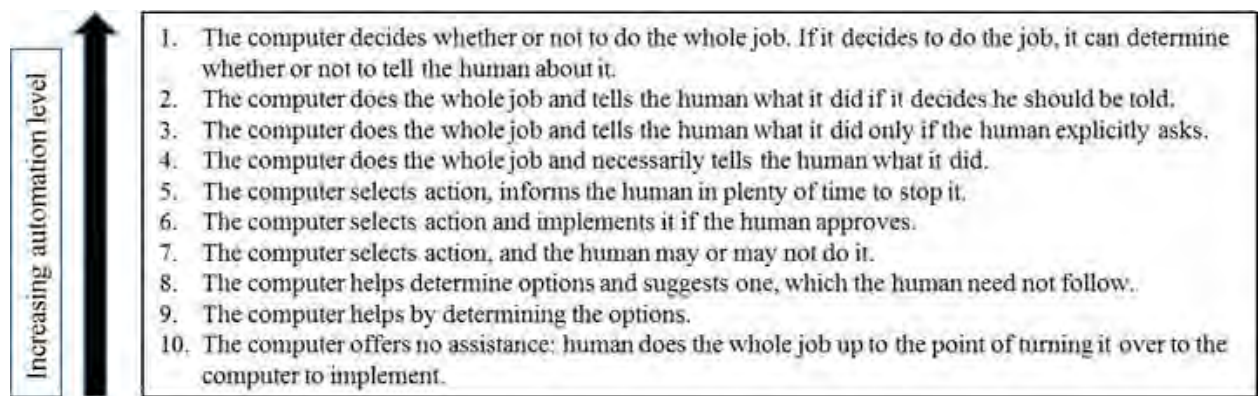 Increasing automation level
1. The computer decides whether or not to do the whole job. If it decides to do the job, it can determine
whether or not to tell the human about it.
2. The computer does the whole job and tells the human what it did if it decides he should be told.
3. The computer does the whole job and tells the human what it did only if the human explicitly asks.
4. The computer does the whole job and necessarily tells the human what it did.
5. The computer selects action, informs the human in plenty of time to stop it.
6. The computer selects action and implements it if the human approves.
7. The computer selects action, and the human may or may not do it.
8. The computer helps determine options and suggests one, which the human need not follow.
9. The computer helps by determining the options.
10. The computer offers no assistance: human does the whole job up to the point of turning it over to the
computer to implement.